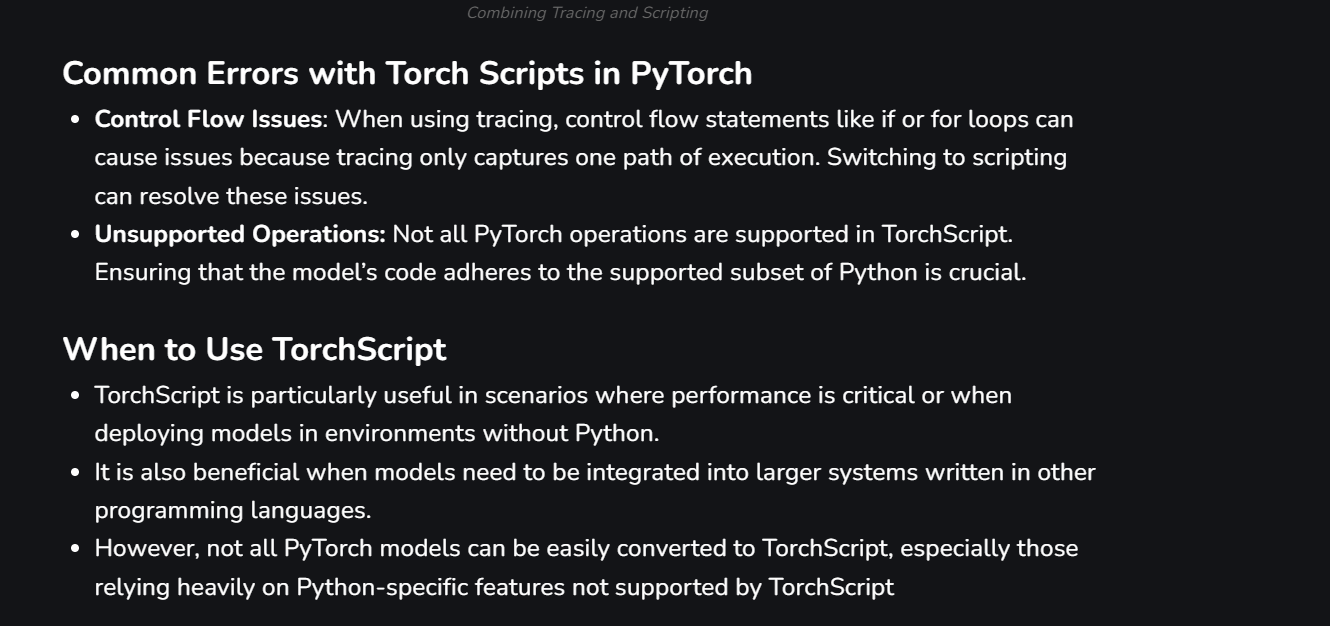 Combining Tracing and Scripting
Common Errors with Torch Scripts in PyTorch
• Control Flow Issues: When using tracing, control flow statements like if or for loops can
cause issues because tracing only captures one path of execution. Switching to scripting
can resolve these issues.
• Unsupported Operations: Not all PyTorch operations are supported in TorchScript.
Ensuring that the model’s code adheres to the supported subset of Python is crucial.
When to Use TorchScript
• TorchScript is particularly useful in scenarios where performance is critical or when
deploying models in environments without Python.
• It is also beneficial when models need to be integrated into larger systems written in other
programming languages.
• However, not all PyTorch models can be easily converted to TorchScript, especially those
relying heavily on Python-specific features not supported by TorchScript